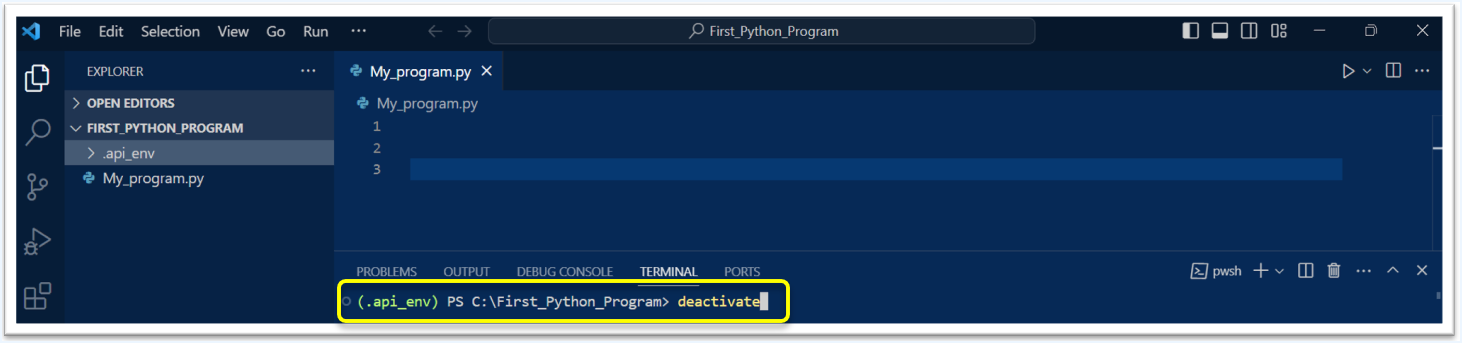 File Edit Selection View Go Run ··· First_Python_Program
EXPLORER ···
OPEN EDITORS
FIRST_PYTHON_PROGRAM
.api_env
My_program.py
My_program.py
My_program.py
1
2
3
PROBLEMS OUTPUT DEBUG CONSOLE TERMINAL PORTS pwsh
(.api_env) PS C:\First_Python_Program> deactivate